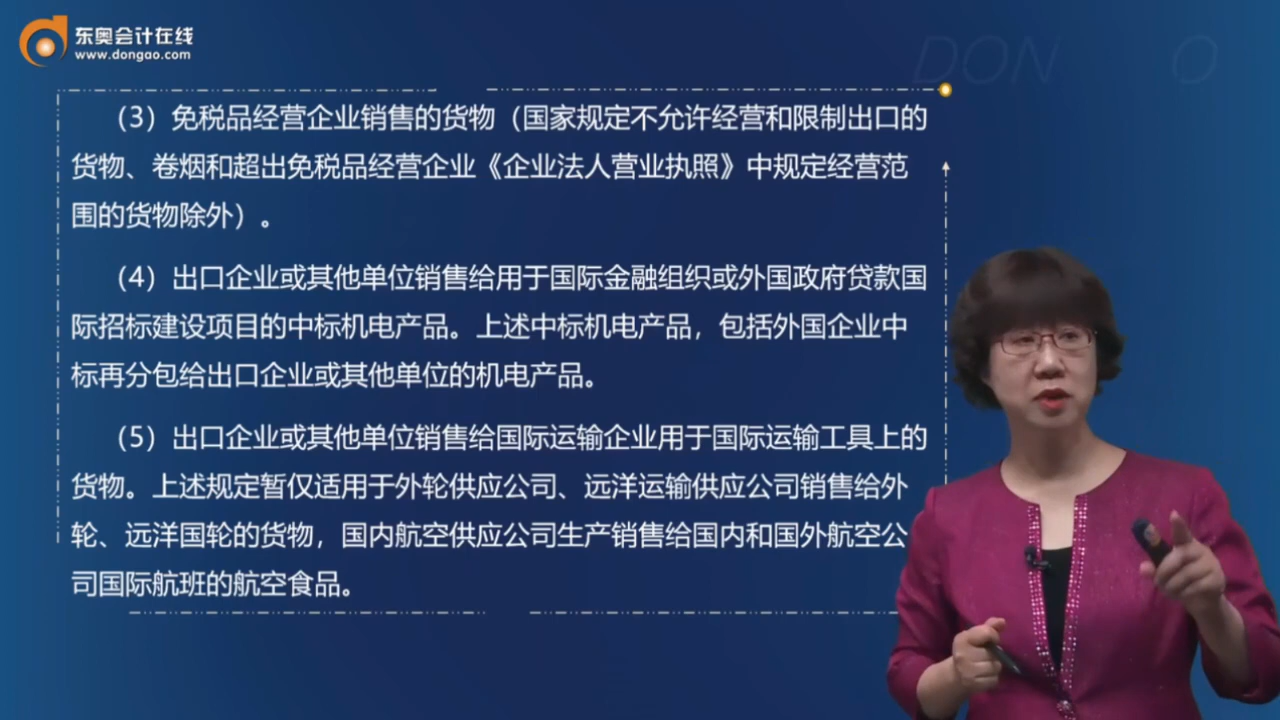 东奥会计在线
www.dongao.com
DON O
（3）免税品经营企业销售的货物（国家规定不允许经营和限制出口的
货物、卷烟和超出免税品经营企业《企业法人营业执照》中规定经营范
围的货物除外）。
（4）出口企业或其他单位销售给用于国际金融组织或外国政府贷款国
际招标建设项目的中标机电产品。上述中标机电产品，包括外国企业中
标再分包给出口企业或其他单位的机电产品。
（5）出口企业或其他单位销售给国际运输企业用于国际运输工具上的
货物。上述规定暂仅适用于外轮供应公司、远洋运输供应公司销售给外
轮、远洋国轮的货物，国内航空供应公司生产销售给国内和国外航空公
司国际航班的航空食品。